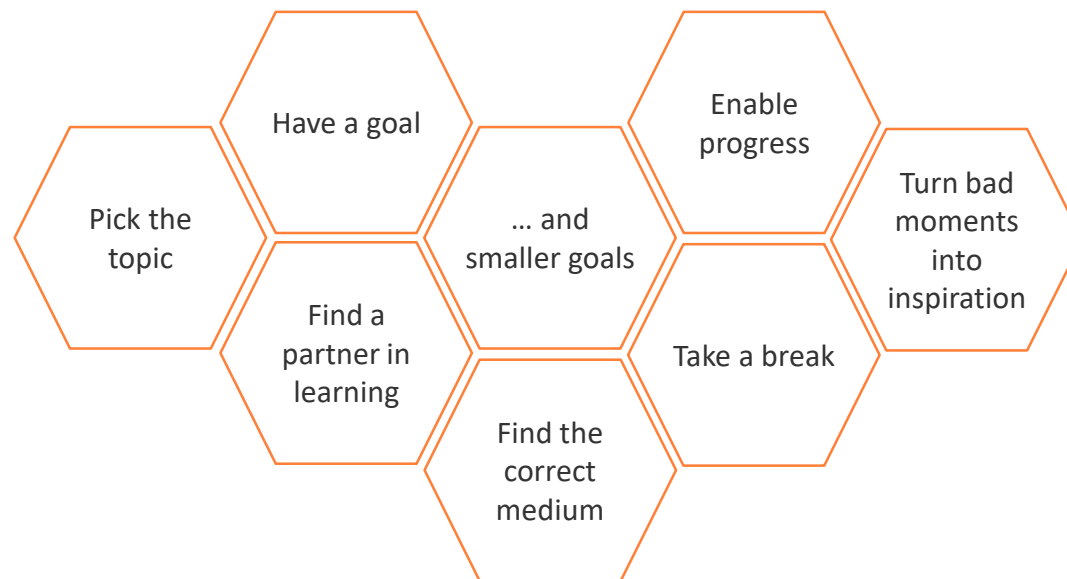 Have a goal
Enable
progress
Pick the
topic
... and
smaller goals
Turn bad
moments
into
inspiration
Find a
partner in
learning
Take a break
Find the
correct
medium